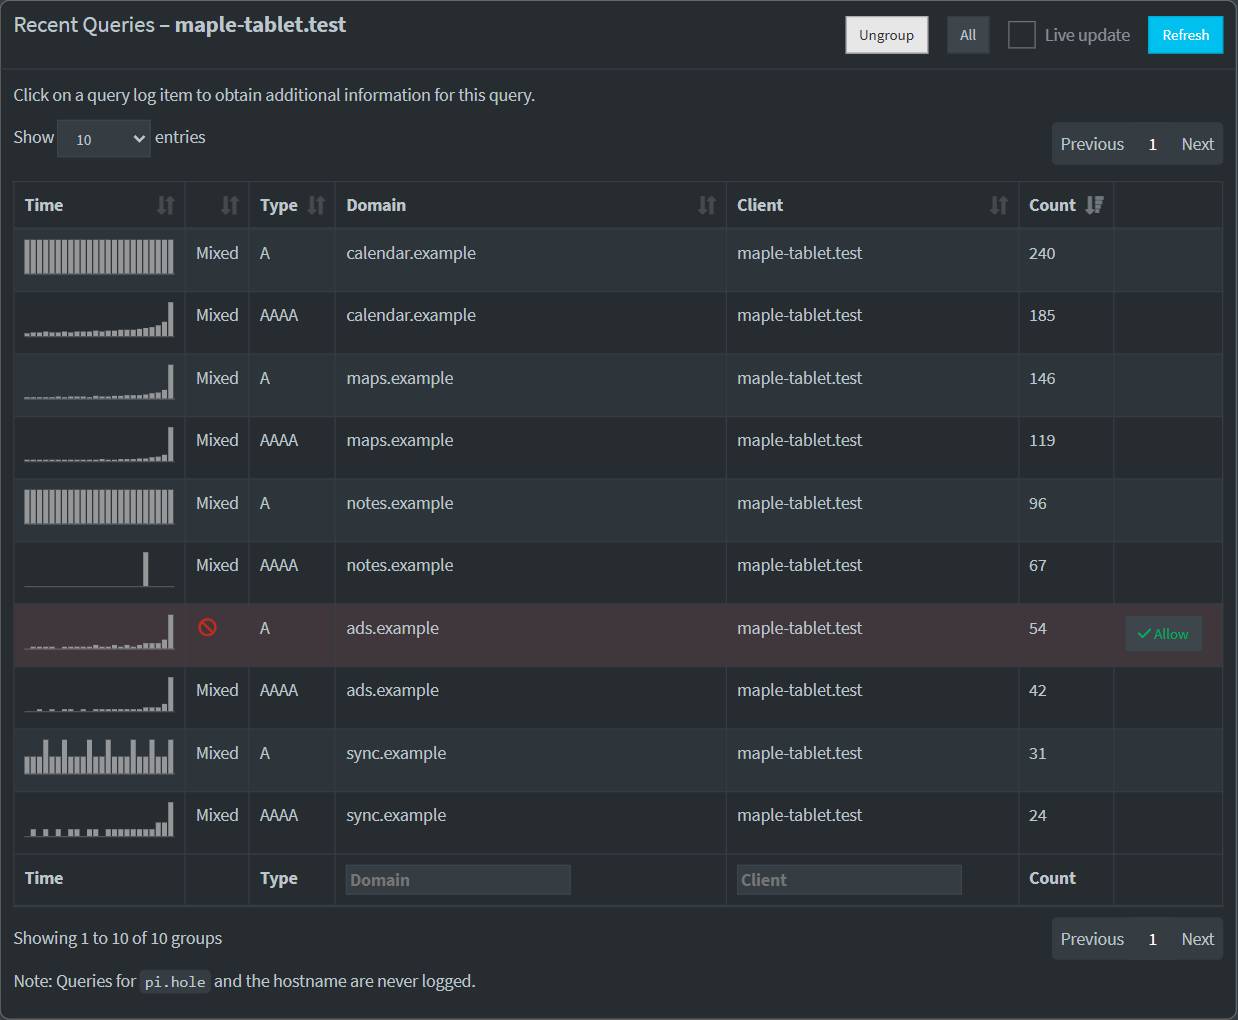 Recent Queries – maple-tablet.test
Ungroup All Live update Refresh
Click on a query log item to obtain additional information for this query.
Show 10 entries
Previous 1 Next
Time Type Domain Client Count
Mixed A calendar.example maple-tablet.test 240
Mixed AAAA calendar.example maple-tablet.test 185
Mixed A maps.example maple-tablet.test 146
Mixed AAAA maps.example maple-tablet.test 119
Mixed A notes.example maple-tablet.test 96
Mixed AAAA notes.example maple-tablet.test 67
A ads.example maple-tablet.test 54 Allow
Mixed AAAA ads.example maple-tablet.test 42
Mixed A sync.example maple-tablet.test 31
Mixed AAAA sync.example maple-tablet.test 24
Time Type Domain Client Count
Showing 1 to 10 of 10 groups
Previous 1 Next
Note: Queries for pi.hole and the hostname are never logged.